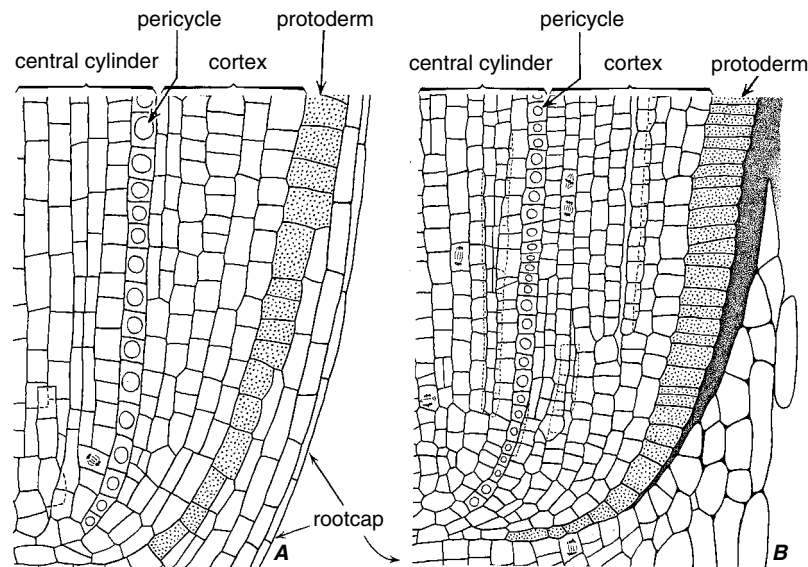 pericycle
protoderm
central cylinder
cortex
pericycle
central cylinder
cortex
protoderm
rootcap
A
B